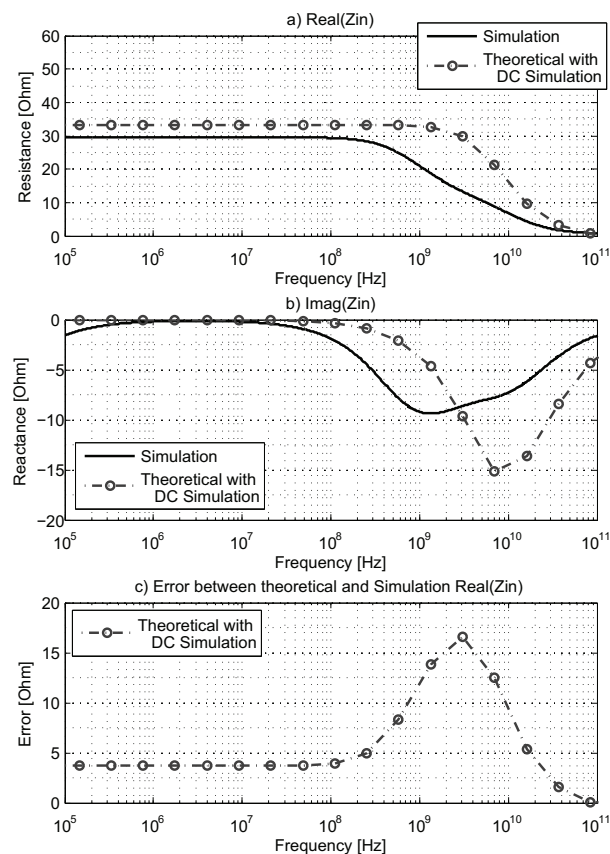 a) Real(Zin)
Simulation
Theoretical with
DC Simulation
Resistance [Ohm]
60
50
40
30
20
10
0
10^5
10^6
10^7
10^8
10^9
10^10
10^11
Frequency [Hz]
b) Imag(Zin)
Reactance [Ohm]
0
−5
−10
−15
−20
Simulation
Theoretical with
DC Simulation
10^5
10^6
10^7
10^8
10^9
10^10
10^11
Frequency [Hz]
c) Error between theoretical and Simulation Real(Zin)
Theoretical with
DC Simulation
Error [Ohm]
20
15
10
5
0
10^5
10^6
10^7
10^8
10^9
10^10
10^11
Frequency [Hz]